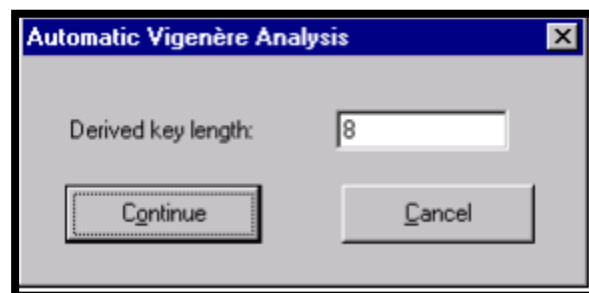 Automatic Vigenère Analysis
Derived key length: 8
Continue Cancel